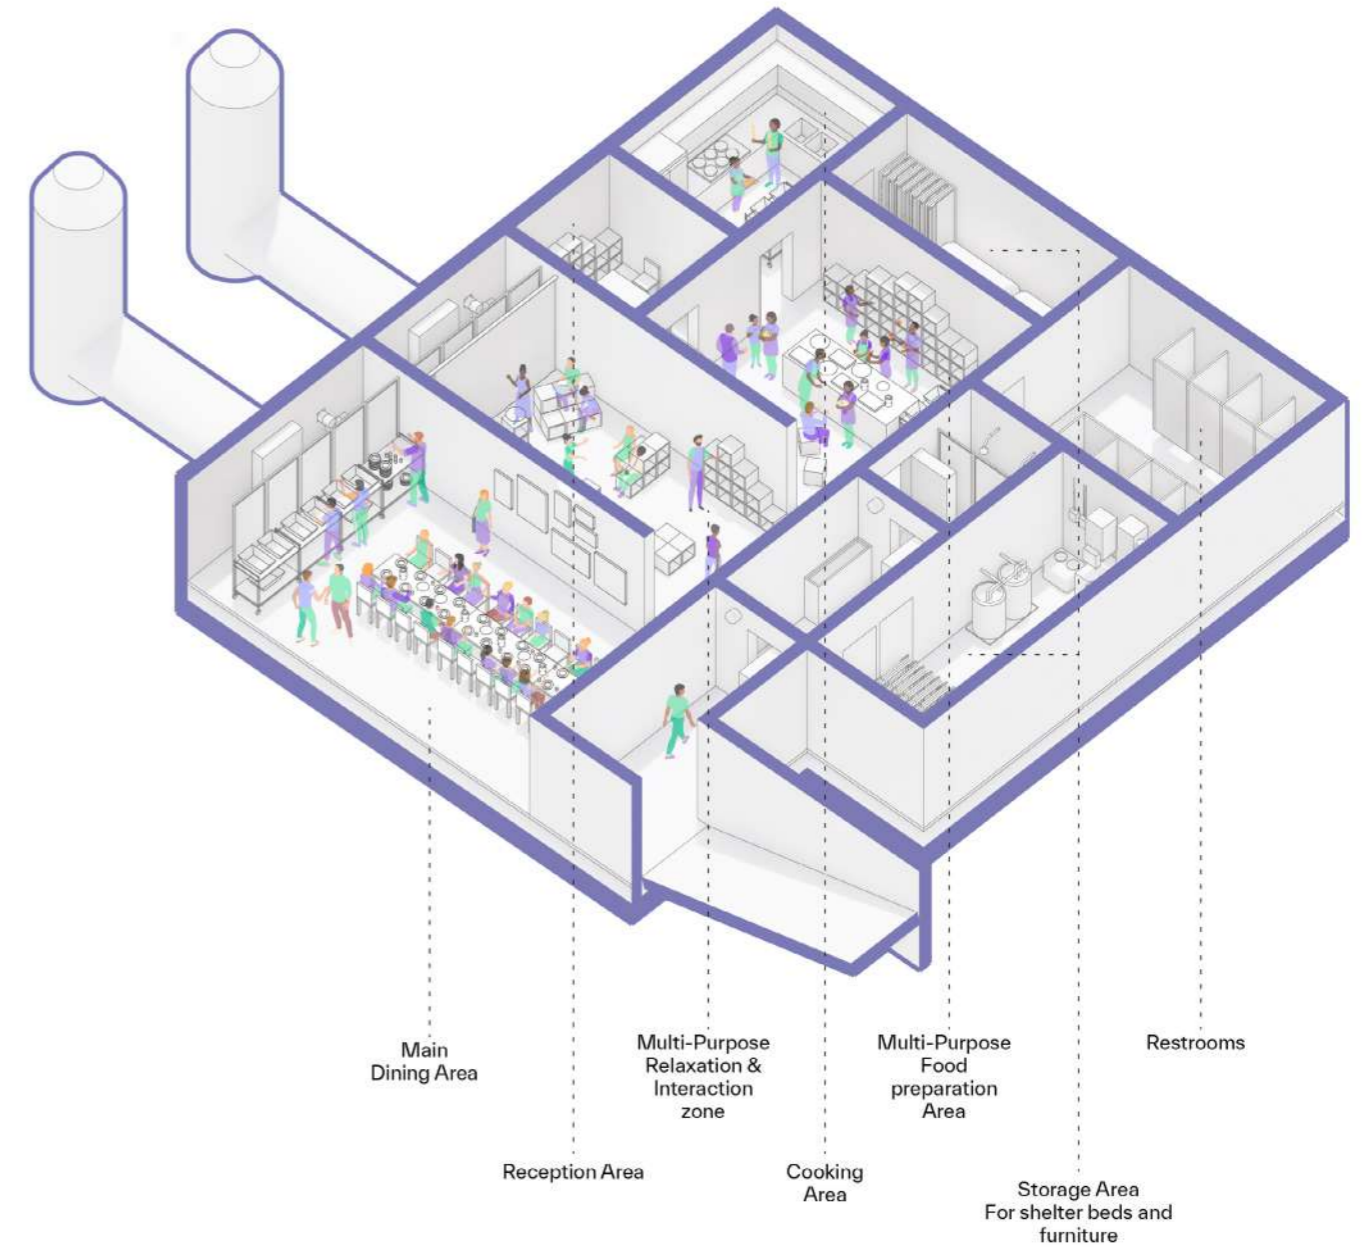 Main
Dining Area
Reception Area
Multi-Purpose
Relaxation &
Interaction
zone
Cooking
Area
Multi-Purpose
Food
preparation
Area
Storage Area
For shelter beds and
furniture
Restrooms